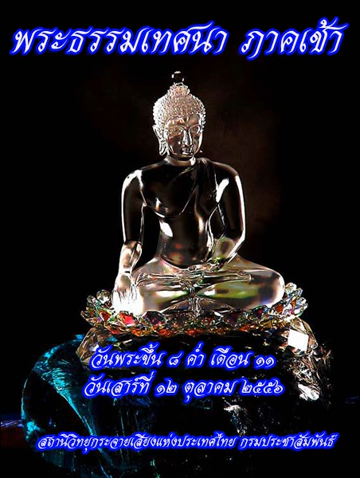 พระธรรมเทศนา ภาคเช้า
วันพระขึ้น ๘ ค่ำ เดือน ๑๑
วันเสาร์ที่ ๑๒ ตุลาคม ๒๕๕๖
สถานีวิทยุกระจายเสียงแห่งประเทศไทย กรมประชาสัมพันธ์